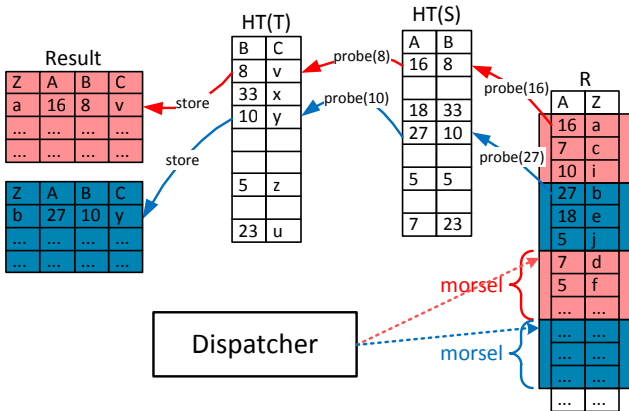 HT(T)
HT(S)
Result
R
Z A B C
a 16 8 v
... ... ... ...
... ... ... ...
Z A B C
b 27 10 y
... ... ... ...
... ... ... ...
store
store
B C
8 v
33 x
10 y
5 z
23 u
probe(8)
probe(10)
A B
16 8
18 33
27 10
5 5
7 23
probe(16)
probe(27)
A Z
16 a
7 c
10 i
27 b
18 e
5 j
7 d
5 f
... ...
... ...
... ...
... ...
... ...
morsel
morsel
Dispatcher